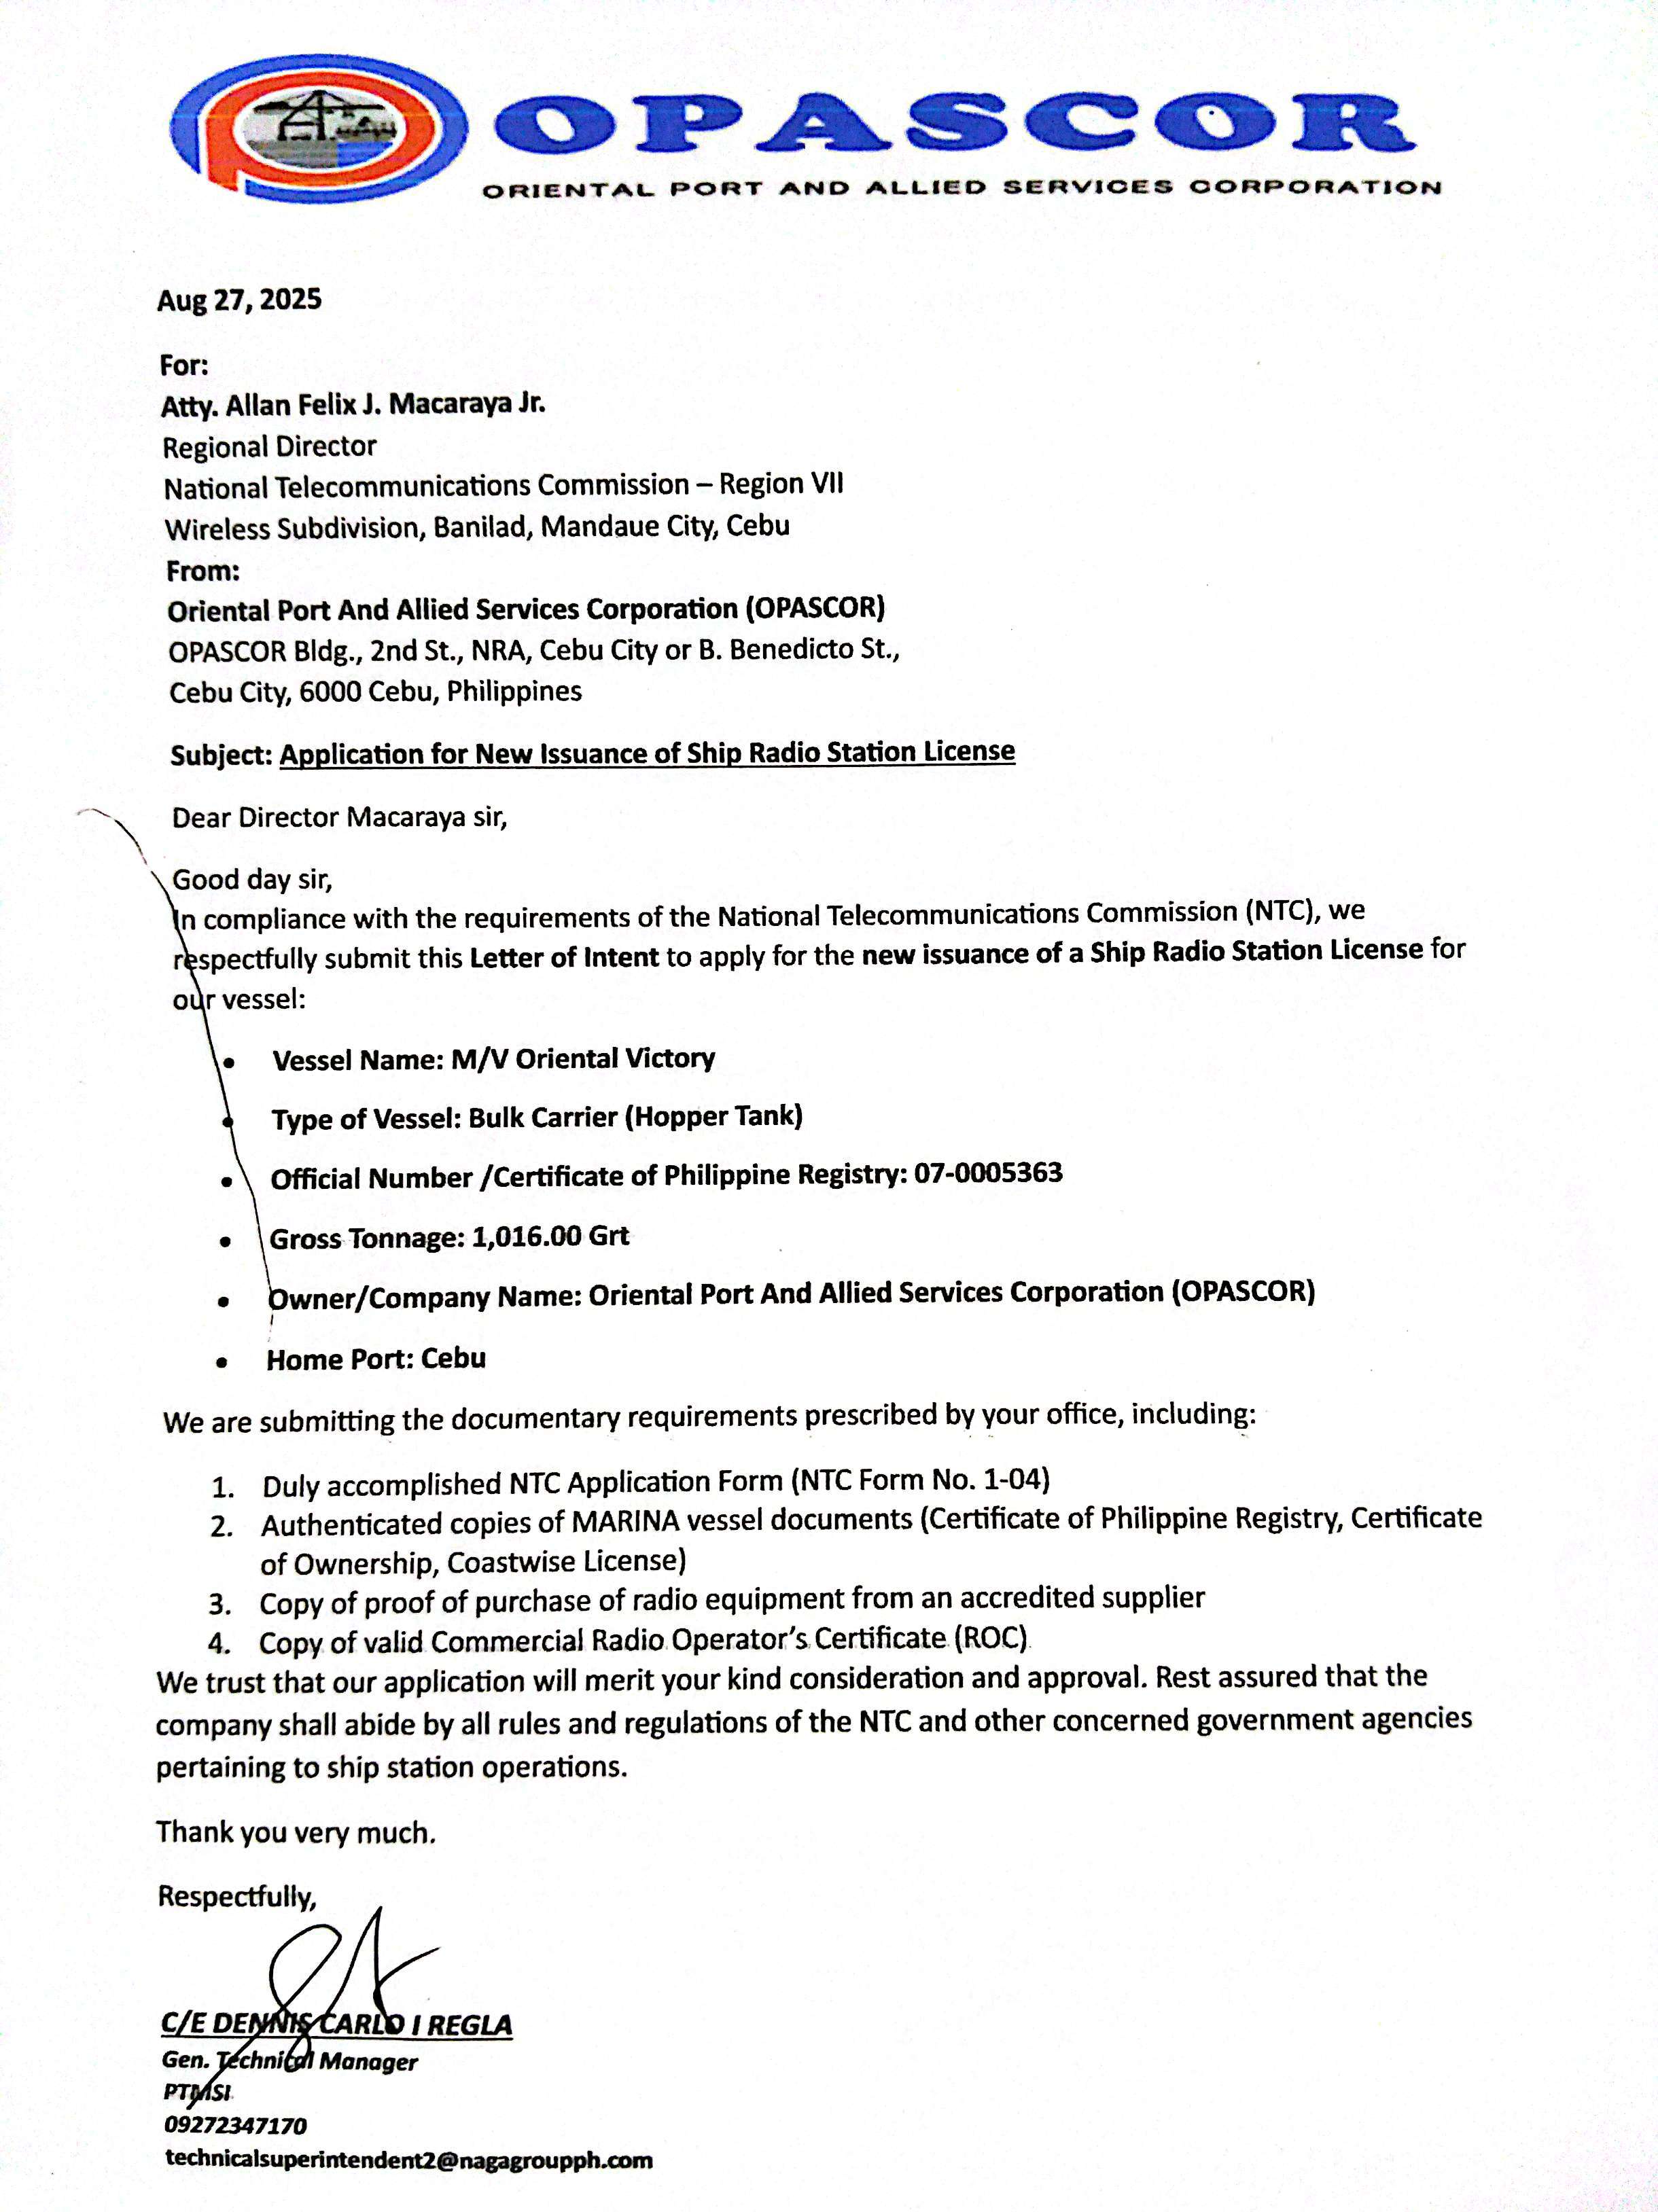 OPASCOR
ORIENTAL PORT AND ALLIED SERVICES CORPORATION
Aug 27, 2025
For:
Atty. Allan Felix J. Macaraya Jr.
Regional Director
National Telecommunications Commission – Region VII
Wireless Subdivision, Banilad, Mandaue City, Cebu
From:
Oriental Port And Allied Services Corporation (OPASCOR)
OPASCOR Bldg., 2nd St., NRA, Cebu City or B. Benedicto St.,
Cebu City, 6000 Cebu, Philippines
Subject: Application for New Issuance of Ship Radio Station License
Dear Director Macaraya sir,
Good day sir,
In compliance with the requirements of the National Telecommunications Commission (NTC), we
respectfully submit this Letter of Intent to apply for the new issuance of a Ship Radio Station License for
our vessel:
• Vessel Name: M/V Oriental Victory
• Type of Vessel: Bulk Carrier (Hopper Tank)
• Official Number /Certificate of Philippine Registry: 07-0005363
• Gross Tonnage: 1,016.00 Grt
• Owner/Company Name: Oriental Port And Allied Services Corporation (OPASCOR)
• Home Port: Cebu
We are submitting the documentary requirements prescribed by your office, including:
1. Duly accomplished NTC Application Form (NTC Form No. 1-04)
2. Authenticated copies of MARINA vessel documents (Certificate of Philippine Registry, Certificate
of Ownership, Coastwise License)
3. Copy of proof of purchase of radio equipment from an accredited supplier
4. Copy of valid Commercial Radio Operator's Certificate (ROC)
We trust that our application will merit your kind consideration and approval. Rest assured that the
company shall abide by all rules and regulations of the NTC and other concerned government agencies
pertaining to ship station operations.
Thank you very much.
Respectfully,
C/E DENNIS CARLO I REGLA
Gen. Technical Manager
PTMSI
09272347170
technicalsuperintendent2@nagagroupph.com